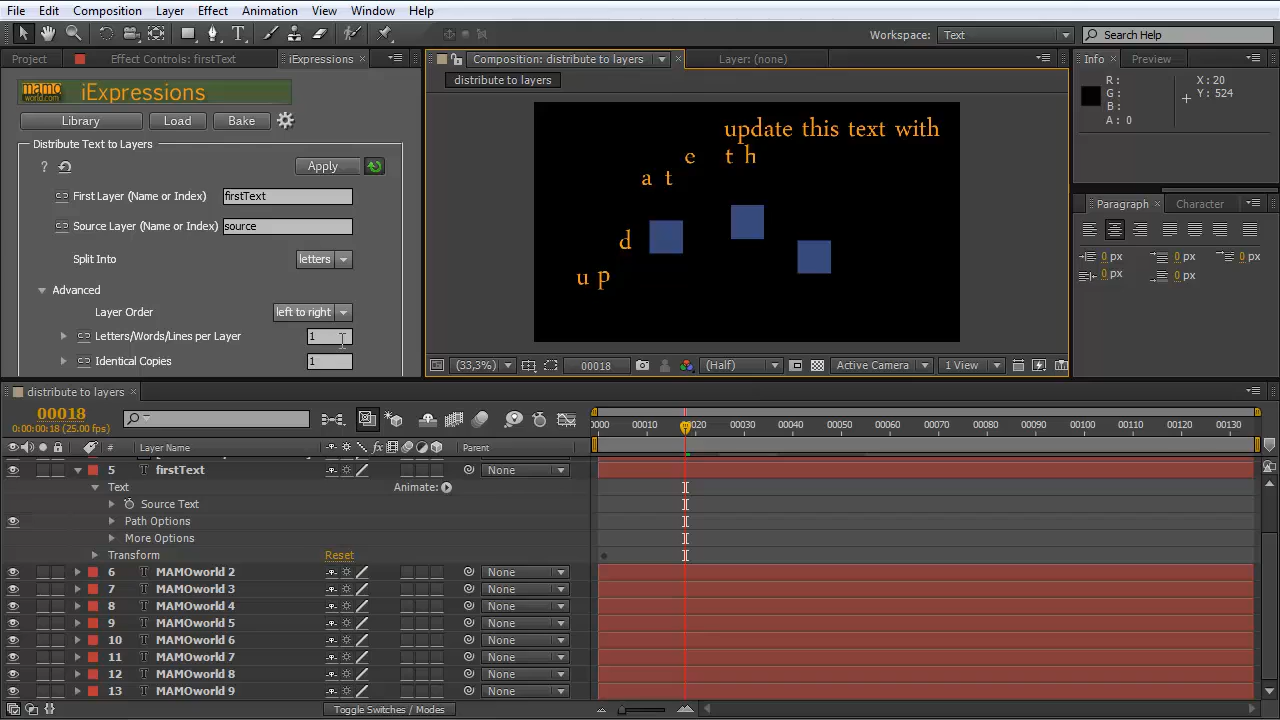 File Edit Composition Layer Effect Animation View Window Help
Workspace: Text Search Help
Project Effect Controls: firstText iExpressions Composition: distribute to layers Layer: (none) Info Preview
mamo world.com iExpressions
distribute to layers
Library Load Bake
Distribute Text to Layers
? Apply
First Layer (Name or Index) firstText
Source Layer (Name or Index) source
Split Into letters
Advanced
Layer Order left to right
Letters/Words/Lines per Layer 1
Identical Copies 1
update this text with
c t h
a t
d
u p
R : X : 20
G : Y : 524
B :
A : 0
Paragraph Character
0 px 0 px 0 px
0 px 0 px
(33,3%) 00018 (Half) Active Camera 1 View
distribute to layers
00018
0:00:00:18 (25.00 fps)
0000 00010 00020 00030 00040 00050 00060 00070 00080 00090 00100 00110 00120 00130
# Layer Name fx Parent
5 T firstText None
Text Animate:
Source Text
Path Options
More Options
Transform Reset
6 T MAMOworld 2 None
7 T MAMOworld 3 None
8 T MAMOworld 4 None
9 T MAMOworld 5 None
10 T MAMOworld 6 None
11 T MAMOworld 7 None
12 T MAMOworld 8 None
13 T MAMOworld 9 None
Toggle Switches / Modes